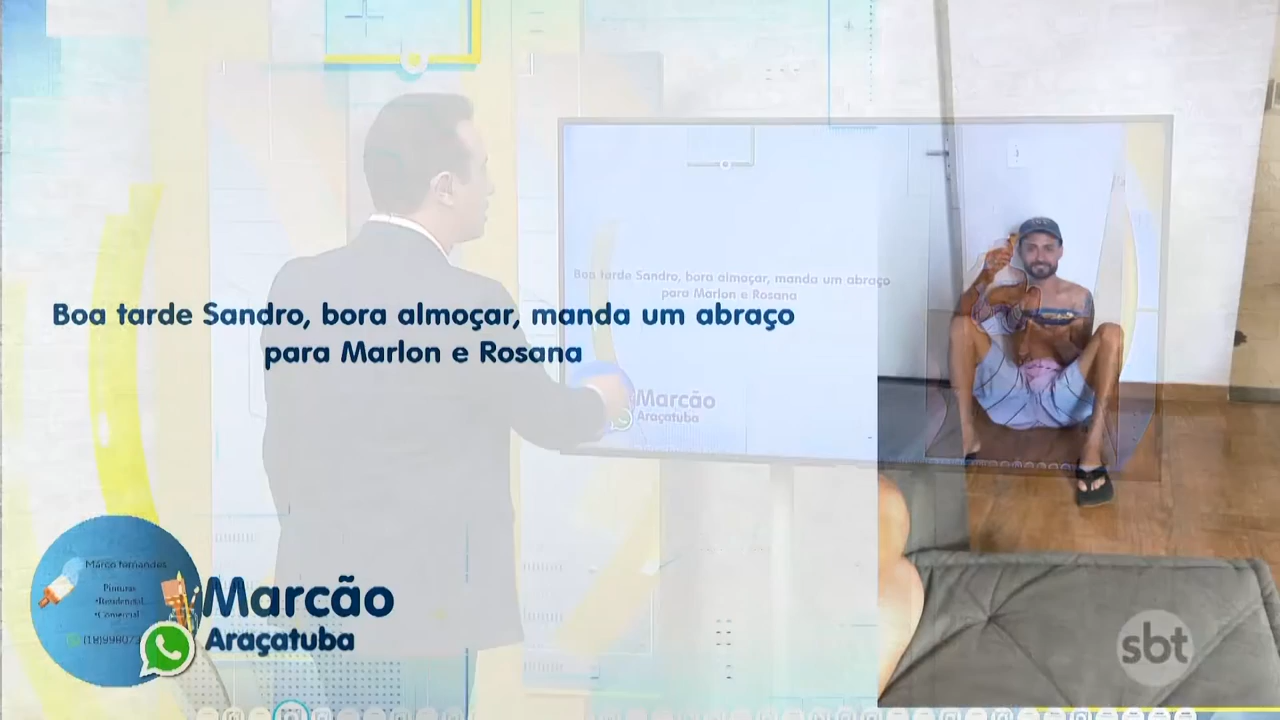 Boa tarde Sandro, bora almoçar, manda um abraço
para Marlon e Rosana
Boa tarde Sandro, bora almoçar, manda um abraço
para Marlon e Rosana
Marcão
Araçatuba
Marco fernandes
Pinturas
•Residencial
•Comercial
Marcão
Araçatuba
sbt